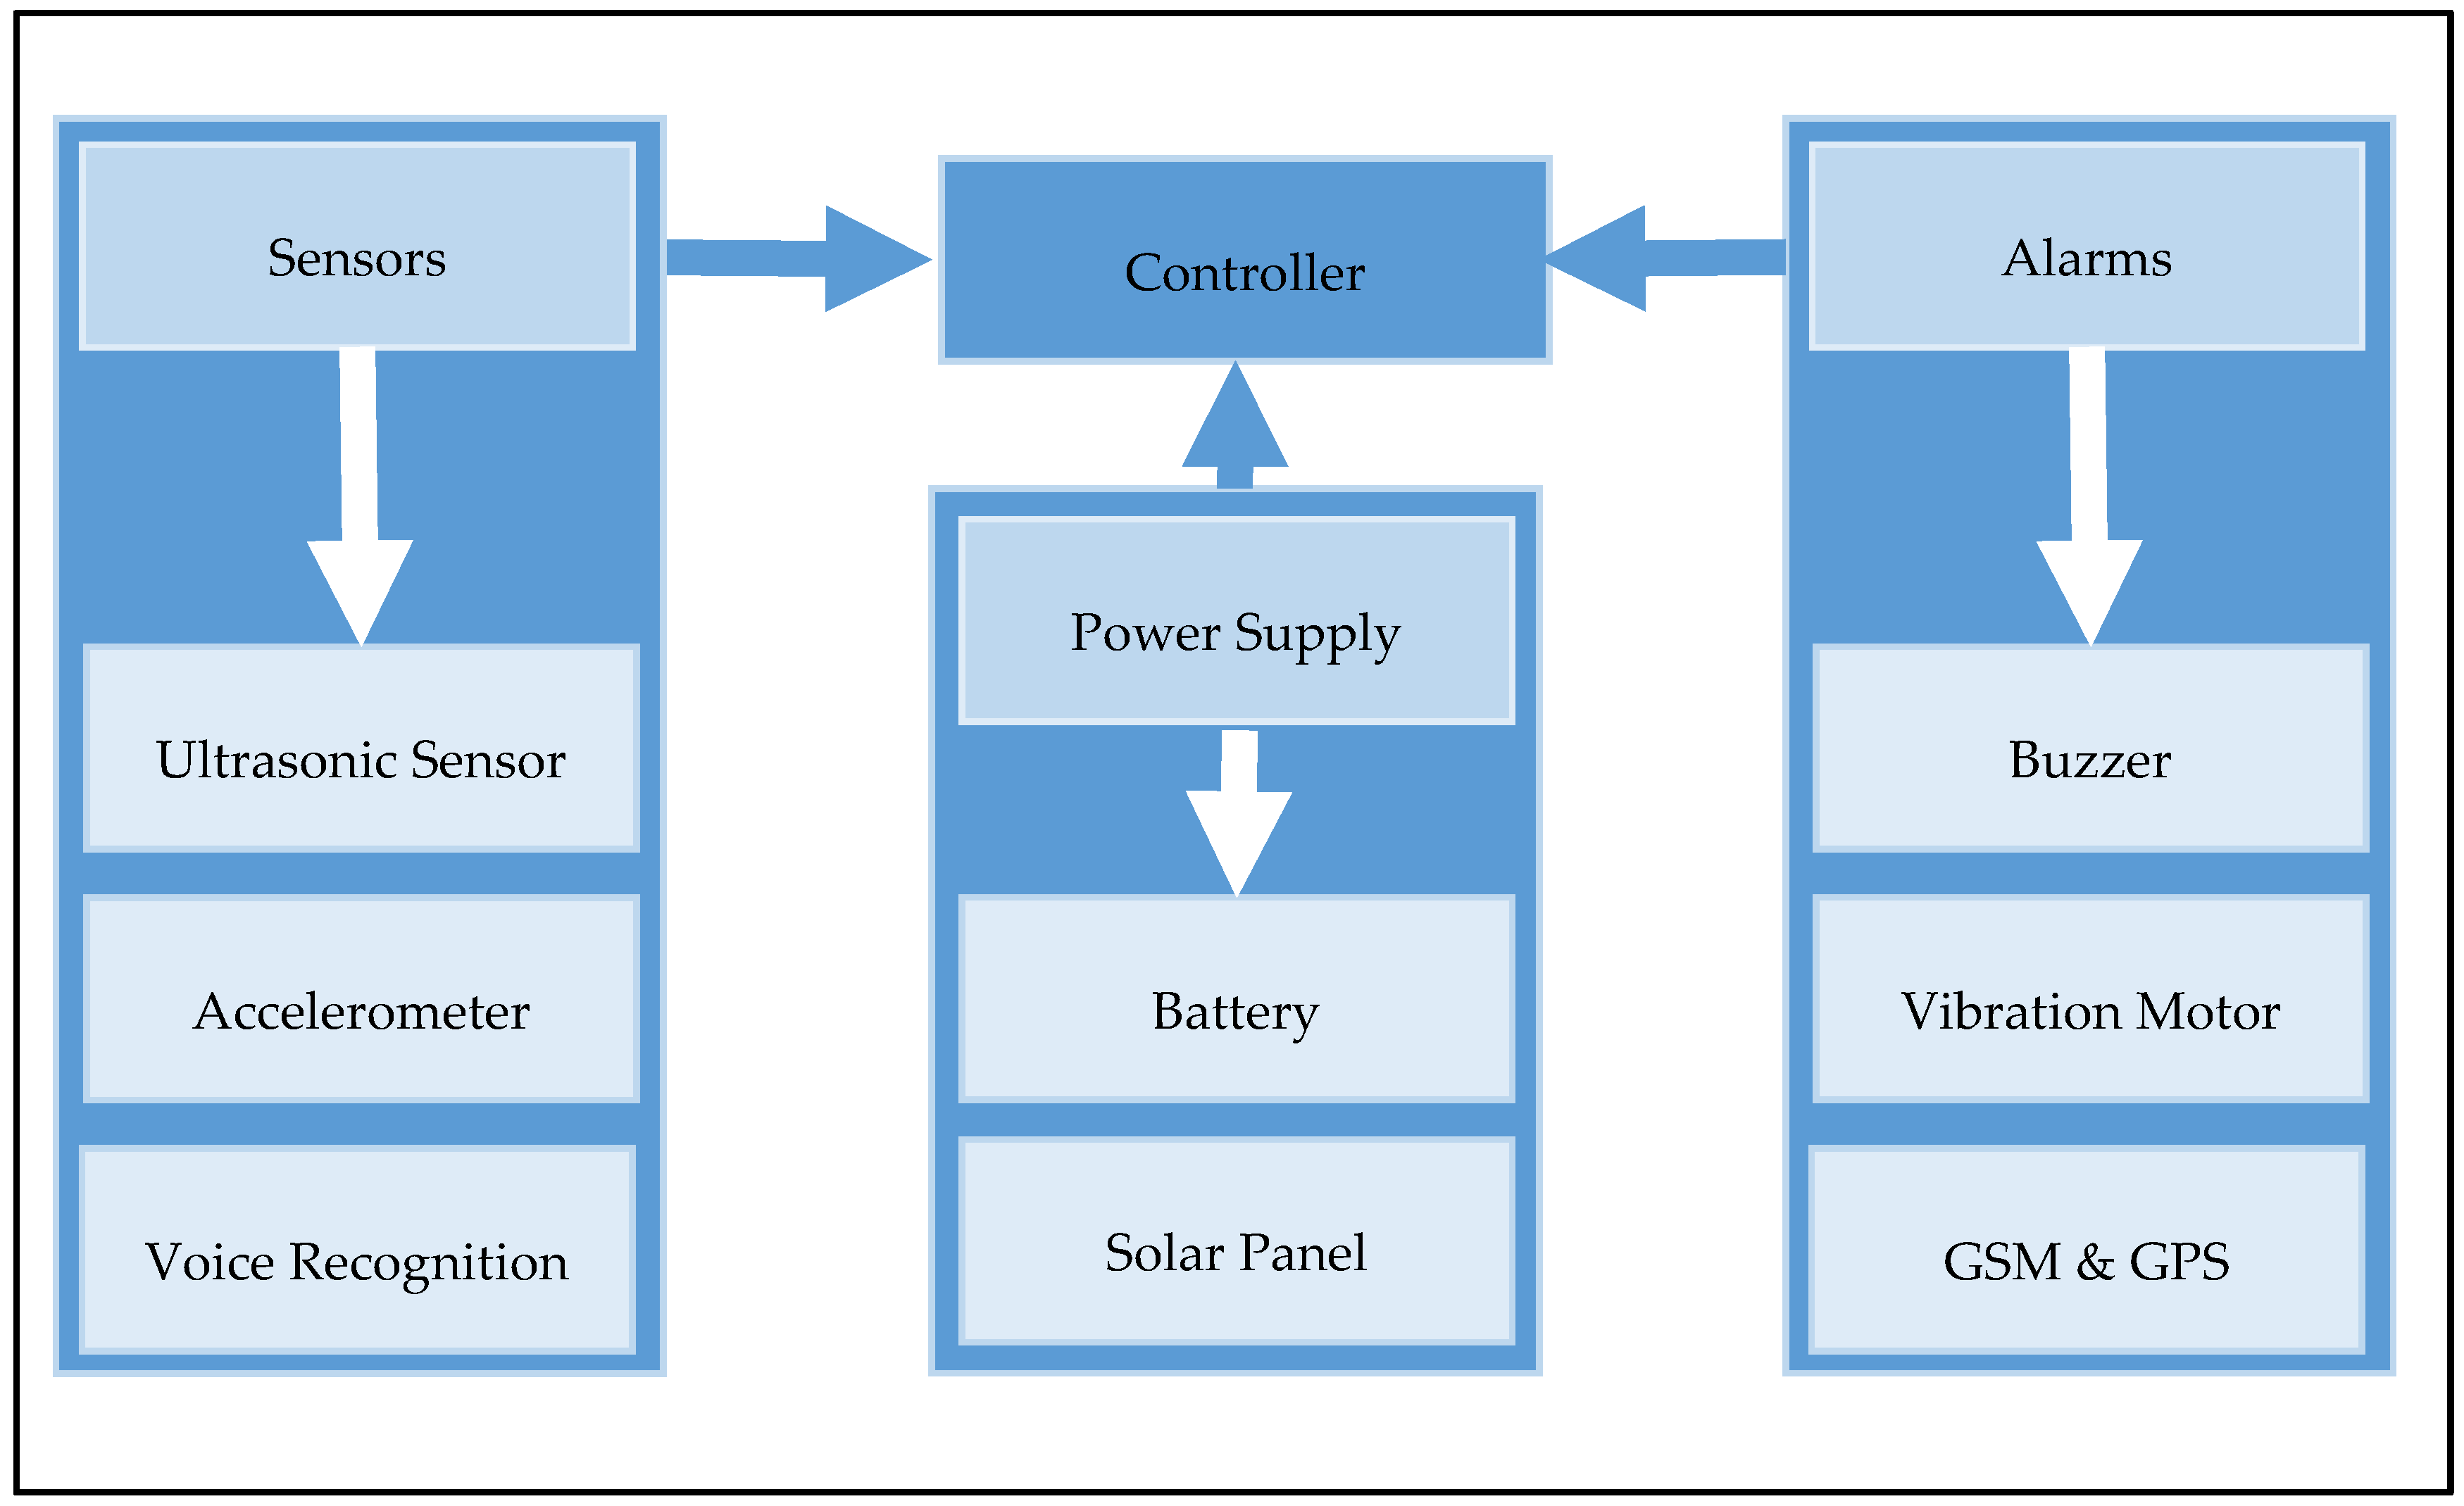 Sensors
Controller
Alarms
Power Supply
Ultrasonic Sensor
Buzzer
Accelerometer
Battery
Vibration Motor
Voice Recognition
Solar Panel
GSM & GPS